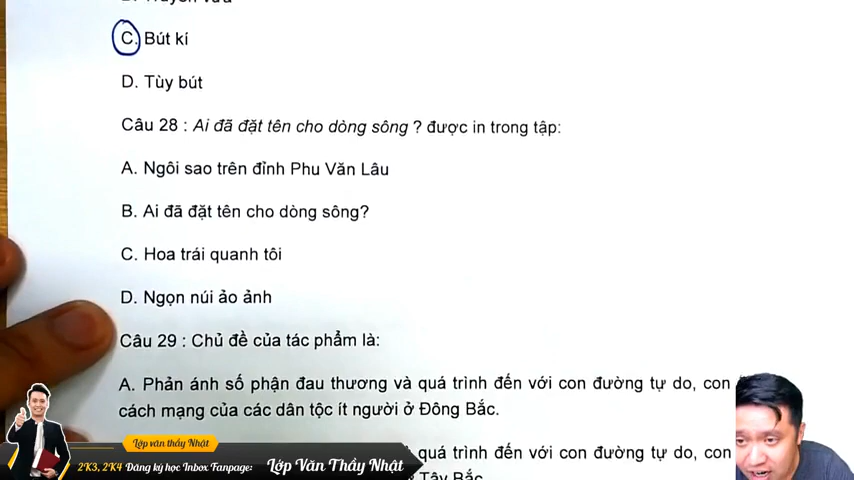 C. Bút kí
D. Tùy bút
Câu 28 : Ai đã đặt tên cho dòng sông ? được in trong tập:
A. Ngôi sao trên đỉnh Phu Văn Lâu
B. Ai đã đặt tên cho dòng sông?
C. Hoa trái quanh tôi
D. Ngọn núi ảo ảnh
Câu 29 : Chủ đề của tác phẩm là:
A. Phản ánh số phận đau thương và quá trình đến với con đường tự do, con
cách mạng của các dân tộc ít người ở Đông Bắc.
quá trình đến với con đường tự do, con
Tây Bắc
Lớp văn thầy Nhật
2K3, 2K4 Đăng ký học Inbox Fanpage: Lớp Văn Thầy Nhật